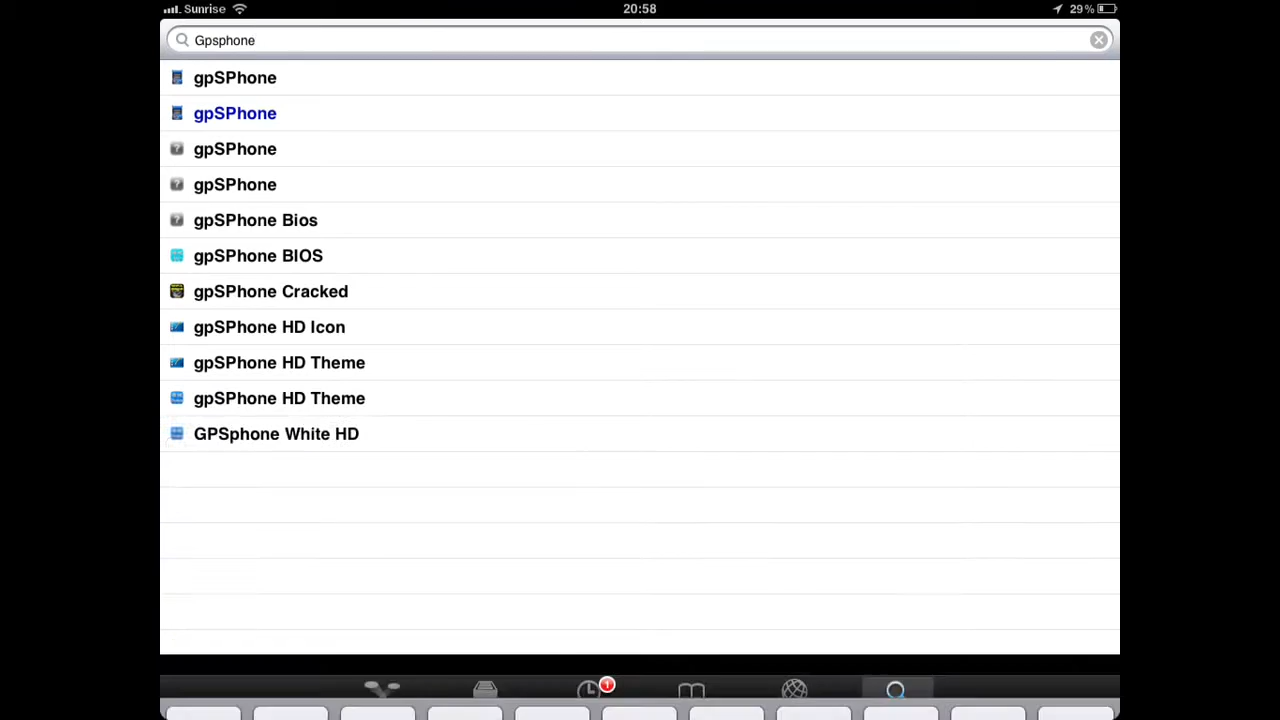 Sunrise 20:58 29%
Gpsphone
gpSPhone
gpSPhone
gpSPhone
gpSPhone
gpSPhone Bios
gpSPhone BIOS
gpSPhone Cracked
gpSPhone HD Icon
gpSPhone HD Theme
gpSPhone HD Theme
GPSphone White HD
1